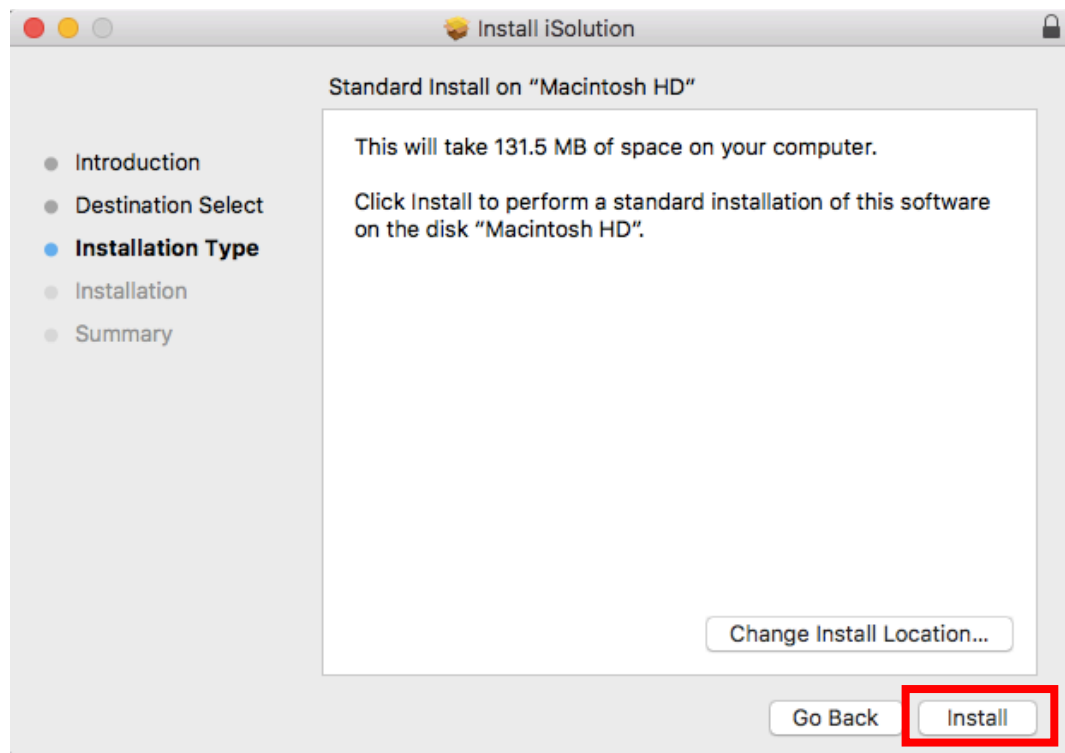 Install iSolution
Standard Install on “Macintosh HD”
Introduction
Destination Select
Installation Type
Installation
Summary
This will take 131.5 MB of space on your computer.
Click Install to perform a standard installation of this software
on the disk “Macintosh HD”.
Change Install Location...
Go Back
Install